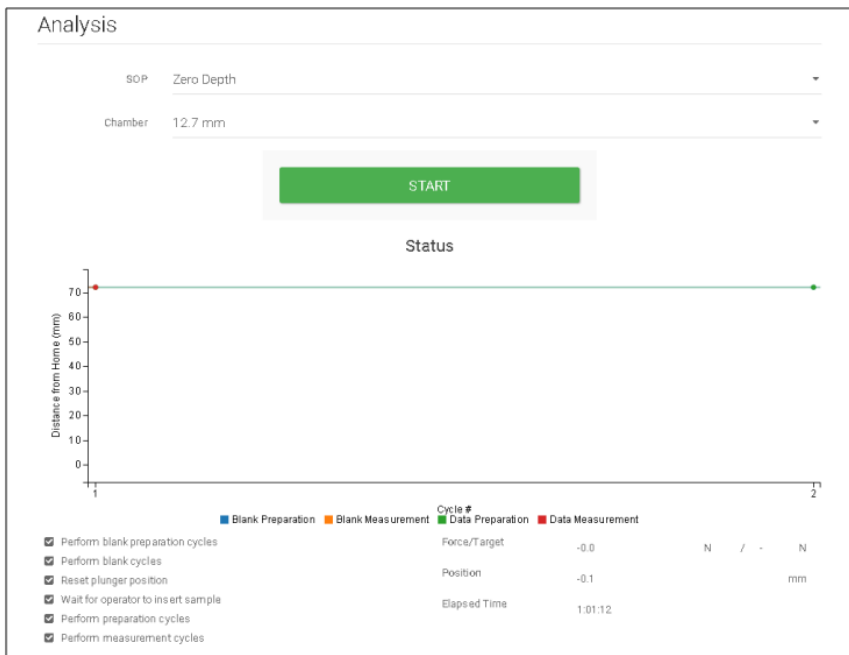 Analysis
SOP Zero Depth
Chamber 12.7 mm
START
Status
Distance from Home (mm)
70
60
50
40
30
20
10
0
1 2
Cycle #
Blank Preparation Blank Measurement Data Preparation Data Measurement
Perform blank preparation cycles
Perform blank cycles
Reset plunger position
Wait for operator to insert sample
Perform preparation cycles
Perform measurement cycles
Force/Target -0.0 N / - N
Position -0.1 mm
Elapsed Time 1:01:12